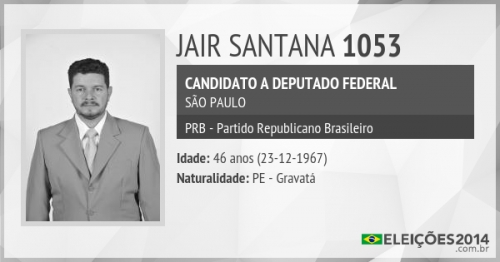 JAIR SANTANA 1053
CANDIDATO A DEPUTADO FEDERAL
SÃO PAULO
PRB - Partido Republicano Brasileiro
Idade: 46 anos (23-12-1967)
Naturalidade: PE - Gravatá
ELEIÇÕES2014
.com.br